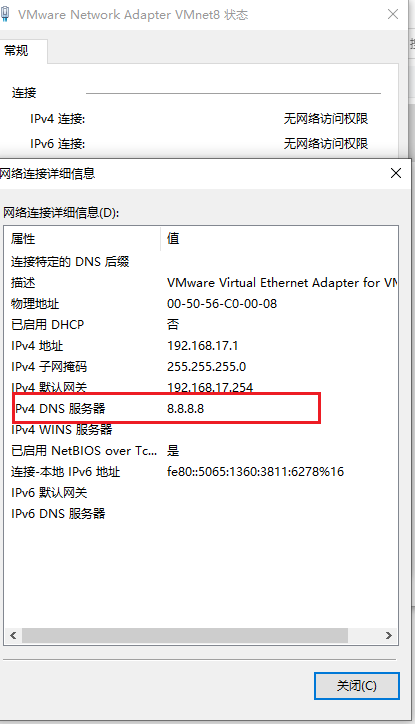 VMware Network Adapter VMnet8 状态
常规
连接
IPv4 连接: 无网络访问权限
IPv6 连接: 无网络访问权限
网络连接详细信息
网络连接详细信息(D):
属性 值
连接特定的 DNS 后缀
描述 VMware Virtual Ethernet Adapter for VM
物理地址 00-50-56-C0-00-08
已启用 DHCP 否
IPv4 地址 192.168.17.1
IPv4 子网掩码 255.255.255.0
IPv4 默认网关 192.168.17.254
IPv4 DNS 服务器 8.8.8.8
IPv4 WINS 服务器
已启用 NetBIOS over Tc... 是
连接-本地 IPv6 地址 fe80::5065:1360:3811:6278%16
IPv6 默认网关
IPv6 DNS 服务器
关闭(C)